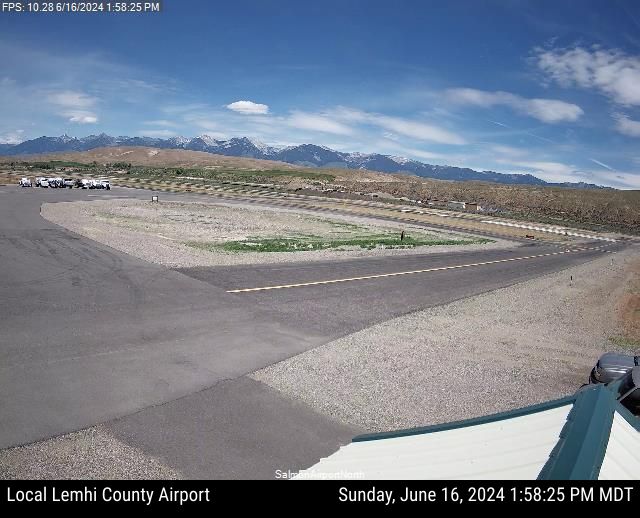 FPS: 10.28 6/16/2024 1:58:25 PM
SalmonAirportNorth
Local Lemhi County Airport Sunday, June 16, 2024 1:58:25 PM MDT